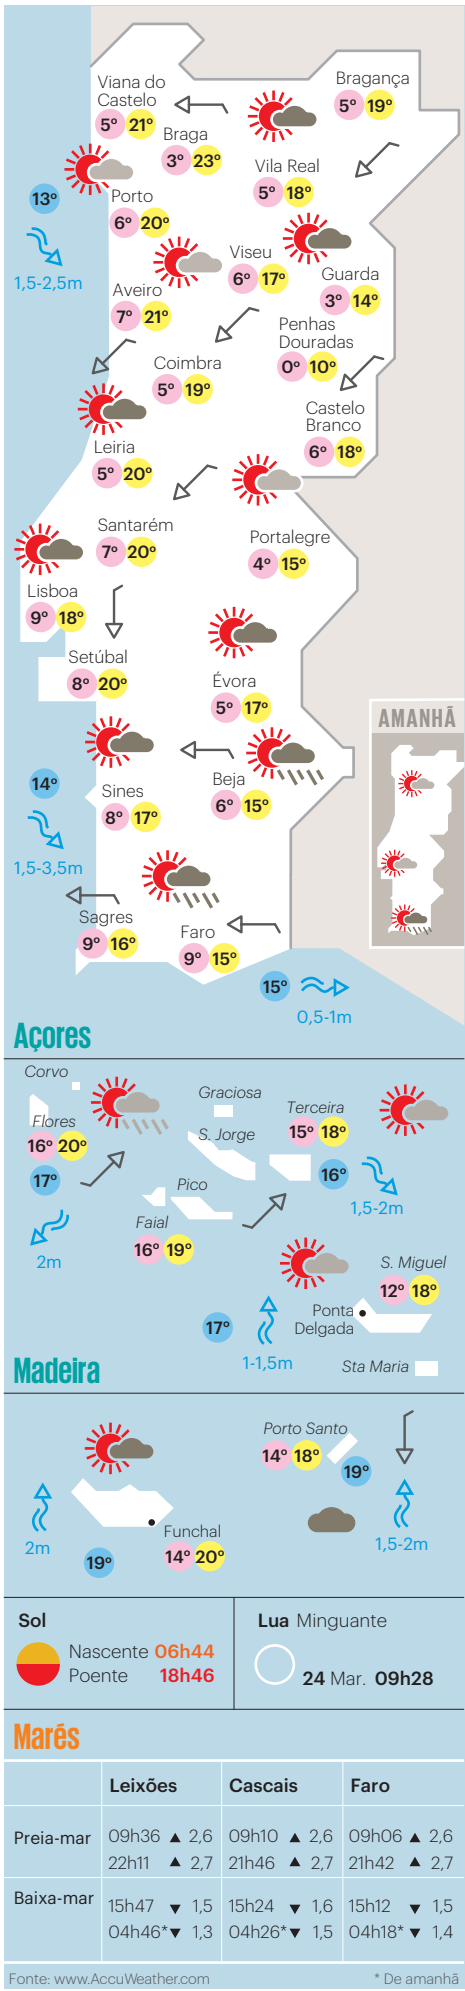 Viana do
Castelo
5º 21º
Bragança
5º 19º
Braga
3º 23º
Vila Real
5º 18º
13º
1,5-2,5m
Porto
6º 20º
Viseu
6º 17º
Guarda
3º 14º
Aveiro
7º 21º
Penhas
Douradas
0º 10º
Coimbra
5º 19º
Castelo
Branco
6º 18º
Leiria
5º 20º
Santarém
7º 20º
Portalegre
4º 15º
Lisboa
9º 18º
Setúbal
8º 20º
Évora
5º 17º
AMANHÃ
14º
1,5-3,5m
Sines
8º 17º
Beja
6º 15º
Sagres
9º 16º
Faro
9º 15º
15º
0,5-1m
Açores
Corvo
Flores
16º 20º
17º
2m
Graciosa
S. Jorge
Terceira
15º 18º
16º
1,5-2m
Pico
Faial
16º 19º
S. Miguel
12º 18º
Ponta
Delgada
17º
1-1,5m
Sta Maria
Madeira
Porto Santo
14º 18º
19º
1,5-2m
2m
19º
Funchal
14º 20º
Sol
Nascente 06h44
Poente 18h46
Lua Minguante
24 Mar. 09h28
Marés
Leixões Cascais Faro
Preia-mar 09h36 ▲ 2,6 09h10 ▲ 2,6 09h06 ▲ 2,6
22h11 ▲ 2,7 21h46 ▲ 2,7 21h42 ▲ 2,7
Baixa-mar 15h47 ▼ 1,5 15h24 ▼ 1,6 15h12 ▼ 1,5
04h46*▼ 1,3 04h26*▼ 1,5 04h18*▼ 1,4
Fonte: www.AccuWeather.com * De amanhã